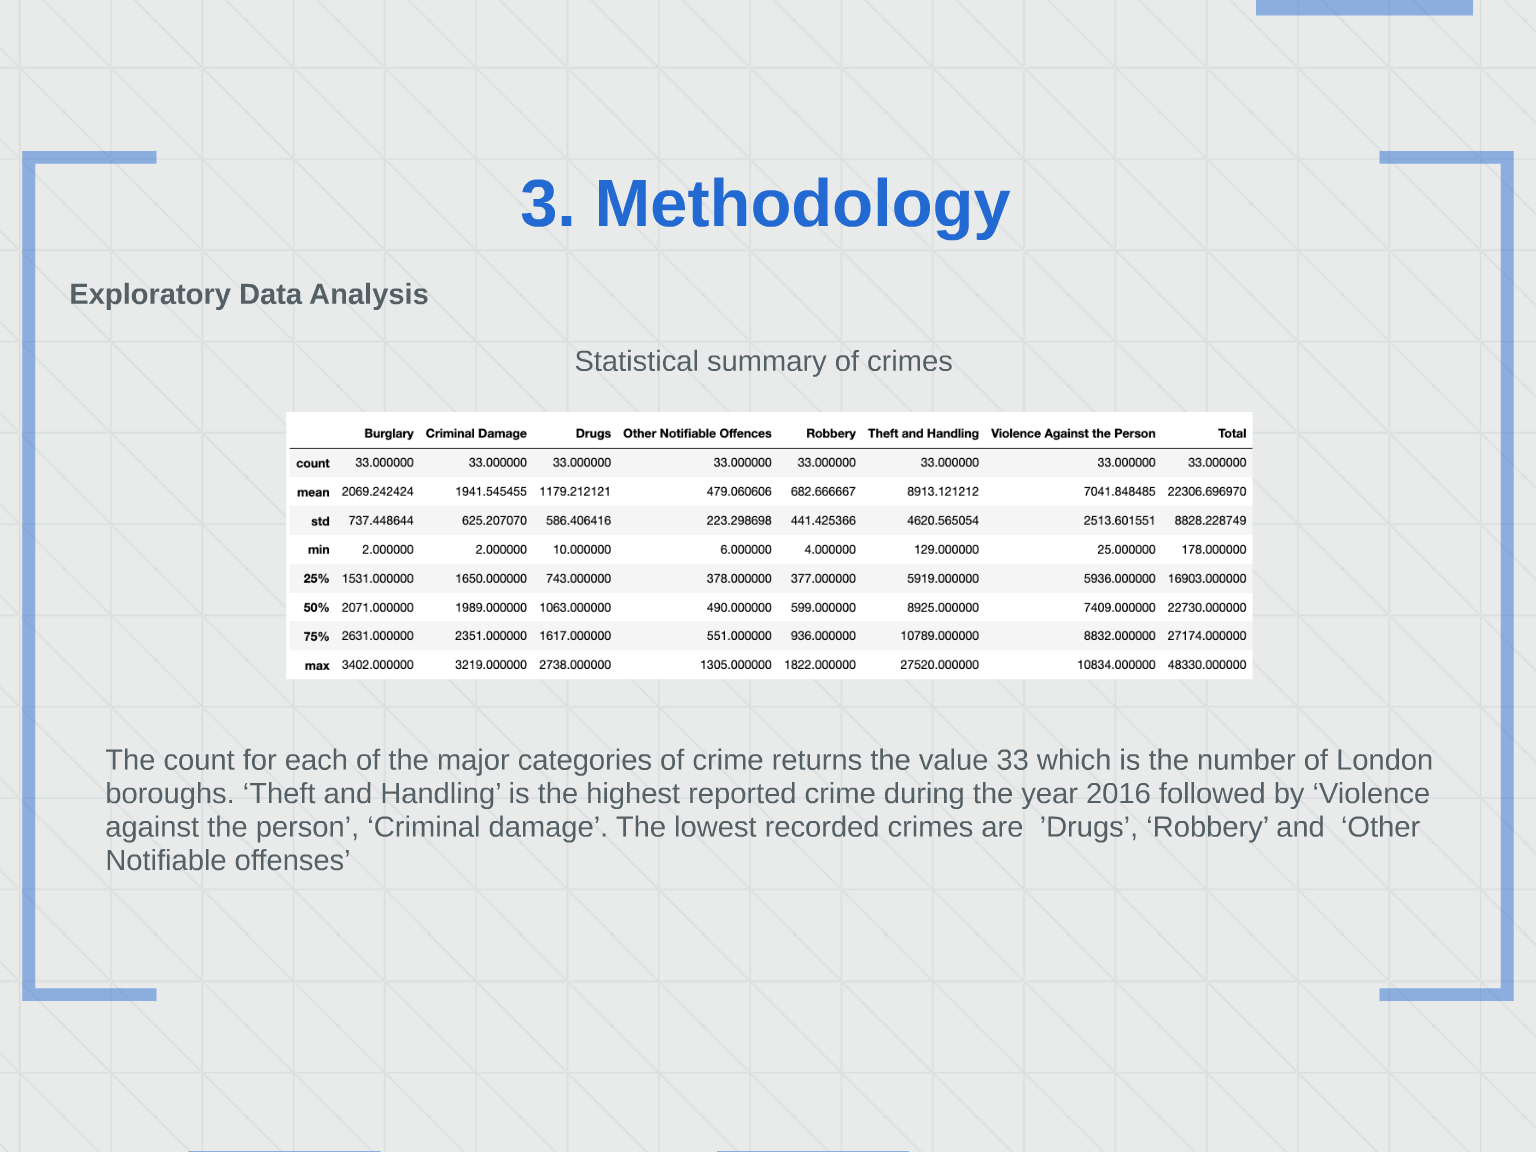 3. Methodology
Exploratory Data Analysis
Statistical summary of crimes
Burglary Criminal Damage Drugs Other Notifiable Offences Robbery Theft and Handling Violence Against the Person Total
count 33.000000 33.000000 33.000000 33.000000 33.000000 33.000000 33.000000 33.000000
mean 2069.242424 1941.545455 1179.212121 479.060606 682.666667 8913.121212 7041.848485 22306.696970
std 737.448644 625.207070 586.406416 223.298698 441.425366 4620.565054 2513.601551 8828.228749
min 2.000000 2.000000 10.000000 6.000000 4.000000 129.000000 25.000000 178.000000
25% 1531.000000 1650.000000 743.000000 378.000000 377.000000 5919.000000 5936.000000 16903.000000
50% 2071.000000 1989.000000 1063.000000 490.000000 599.000000 8925.000000 7409.000000 22730.000000
75% 2631.000000 2351.000000 1617.000000 551.000000 936.000000 10789.000000 8832.000000 27174.000000
max 3402.000000 3219.000000 2738.000000 1305.000000 1822.000000 27520.000000 10834.000000 48330.000000
The count for each of the major categories of crime returns the value 33 which is the number of London
boroughs. ‘Theft and Handling’ is the highest reported crime during the year 2016 followed by ‘Violence
against the person’, ‘Criminal damage’. The lowest recorded crimes are ’Drugs’, ‘Robbery’ and ‘Other
Notifiable offenses’